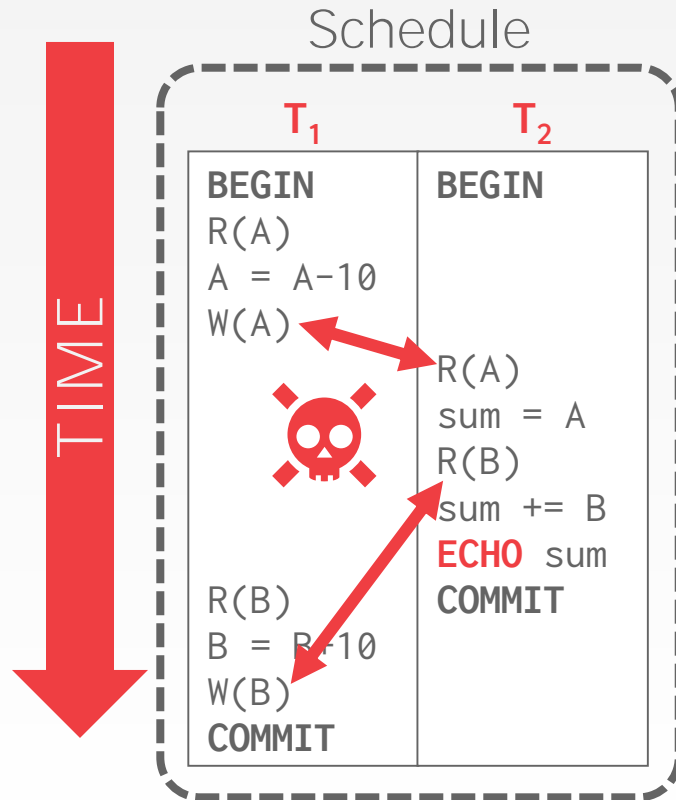 Schedule
TIME
T₁ T₂
BEGIN BEGIN
R(A)
A = A-10
W(A)
R(A)
sum = A
R(B)
sum += B
ECHO sum
R(B) COMMIT
B = B+10
W(B)
COMMIT